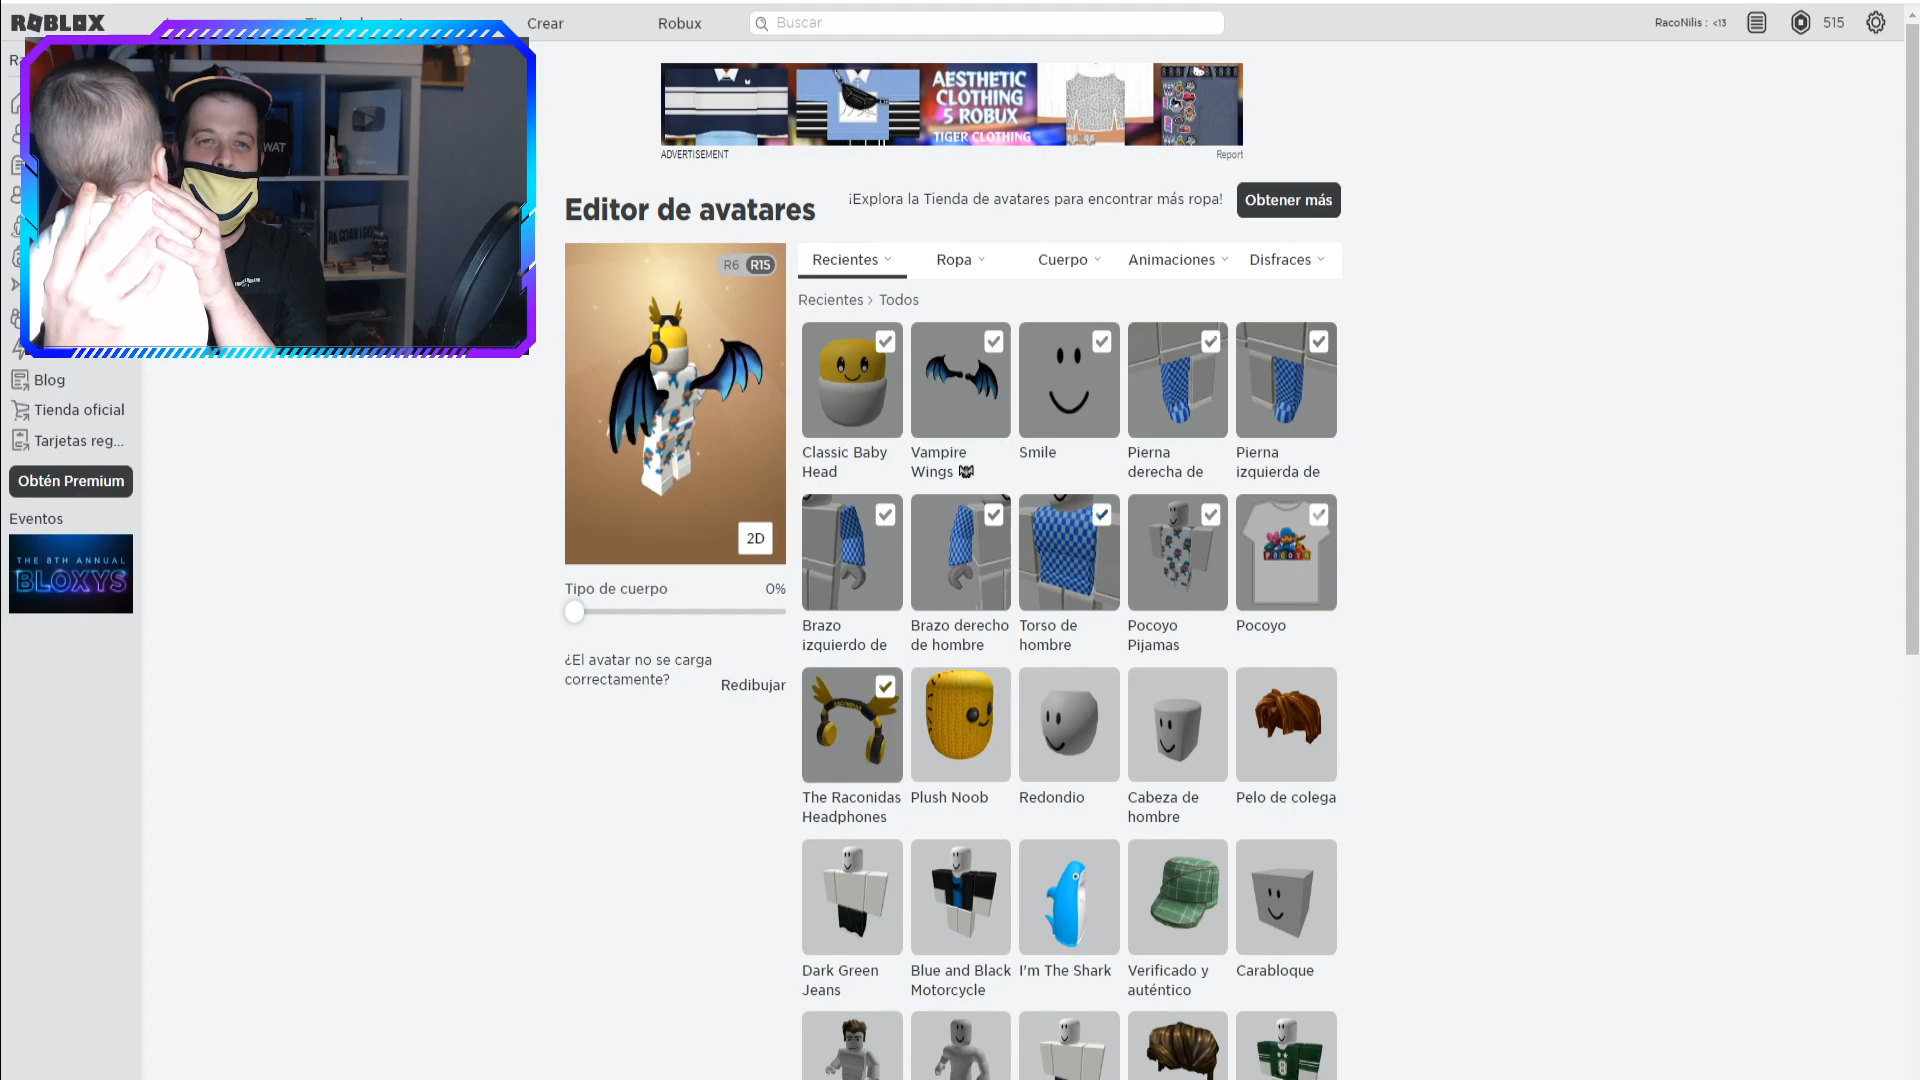 ROBLOX
Crear
Robux
Buscar
RacoNilis : <13
515
AESTHETIC
CLOTHING
5 ROBUX
TIGER CLOTHING
ADVERTISEMENT
Report
WAT
Editor de avatares
¡Explora la Tienda de avatares para encontrar más ropa!
Obtener más
R6 R15
Recientes
Ropa
Cuerpo
Animaciones
Disfraces
Recientes > Todos
Blog
Tienda oficial
Tarjetas reg...
Obtén Premium
Eventos
THE 8TH ANNUAL
BLOXYS
2D
Tipo de cuerpo
0%
¿El avatar no se carga
correctamente?
Redibujar
Classic Baby
Head
Vampire
Wings
Smile
Pierna
derecha de
Pierna
izquierda de
Brazo
izquierdo de
Brazo derecho
de hombre
Torso de
hombre
Pocoyo
Pijamas
POCOYO
Pocoyo
The Raconidas
Headphones
Plush Noob
Redondio
Cabeza de
hombre
Pelo de colega
Dark Green
Jeans
Blue and Black
Motorcycle
I'm The Shark
Verificado y
auténtico
Carabloque
8